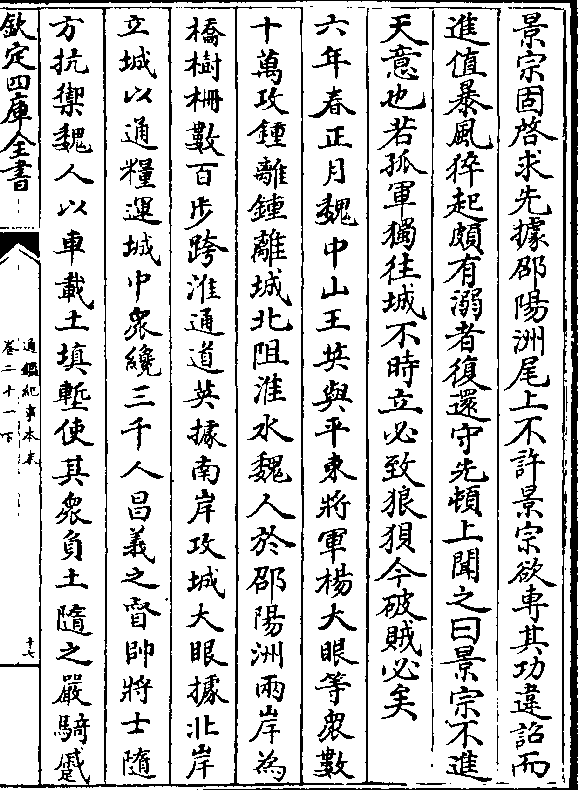 景宗固啓求先據邵陽洲尾上不許景宗欲專其功違詔而
進值暴風猝起頗有溺者復還守先頓上聞之曰景宗不進
天意也若孤軍獨往城不時立必致狼狽今破賊必矣
六年春正月魏中山王英與平東將軍楊大眼等衆數
十萬攻鍾離鍾離城北阻淮水魏人於邵陽洲兩岸為
橋樹柵數百步跨淮通道英據南岸攻城大眼據北岸
立城以通糧運城中衆纔三千人昌義之督帥將士隨
方抗禦魏人以車載土填塹使其衆負土隨之嚴騎蹙
欽定四庫全書
通鑑紀事本末
卷二十一下
十七